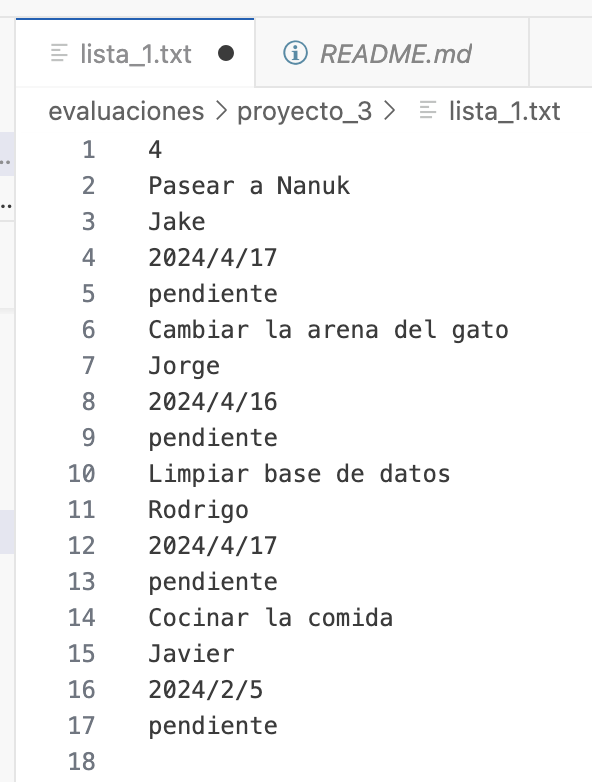 lista_1.txt ● README.md
evaluaciones > proyecto_3 > lista_1.txt
1 4
2 Pasear a Nanuk
3 Jake
4 2024/4/17
5 pendiente
6 Cambiar la arena del gato
7 Jorge
8 2024/4/16
9 pendiente
10 Limpiar base de datos
11 Rodrigo
12 2024/4/17
13 pendiente
14 Cocinar la comida
15 Javier
16 2024/2/5
17 pendiente
18